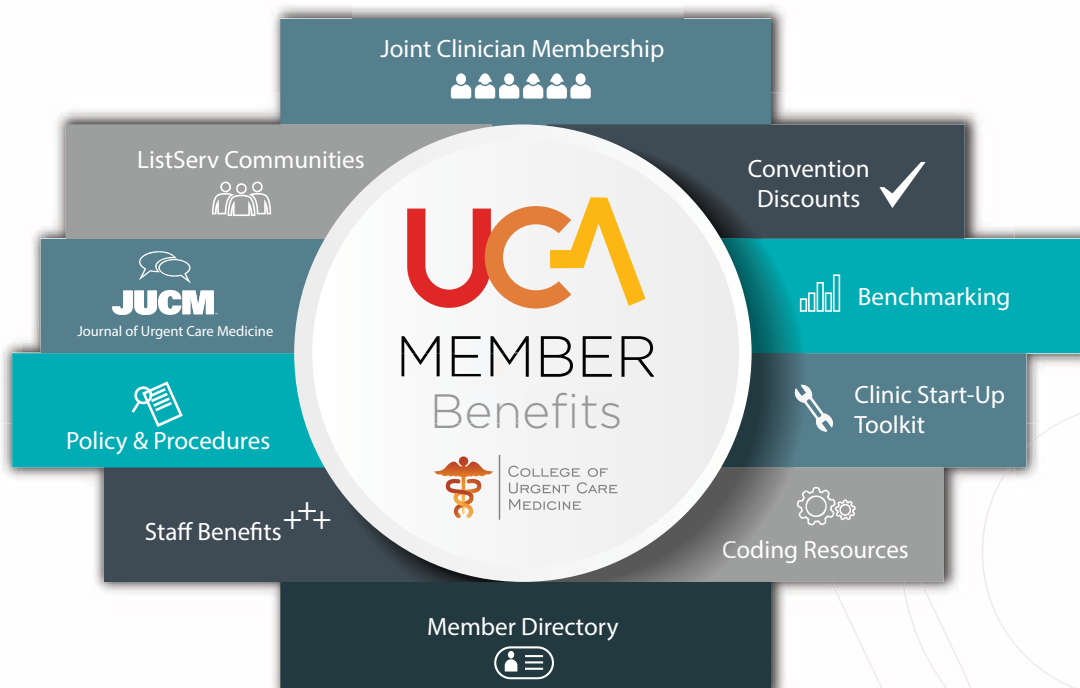 Joint Clinician Membership
ListServ Communities
Convention
Discounts
JUCM
Journal of Urgent Care Medicine
Benchmarking
Policy & Procedures
Clinic Start-Up
Toolkit
Staff Benefits
Coding Resources
Member Directory
UCA
MEMBER
Benefits
COLLEGE OF
URGENT CARE
MEDICINE